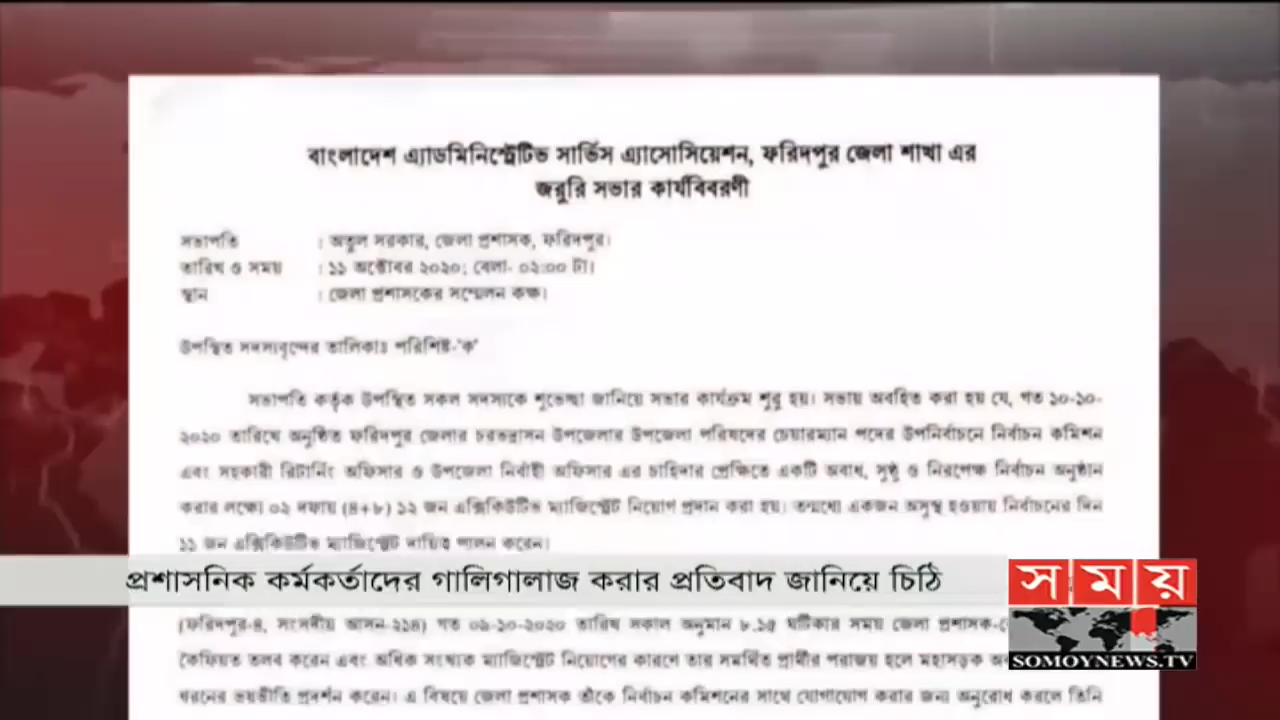 বাংলাদেশ এ্যাডমিনিস্ট্রেটিভ সার্ভিস এ্যাসোসিয়েশন, ফরিদপুর জেলা শাখা এর
জরুরি সভার কার্যবিবরণী
সভাপতি : অতুল সরকার, জেলা প্রশাসক, ফরিদপুর।
তারিখ ও সময় : ১১ অক্টোবর ২০২০; বেলা- ০২:০০ টা।
স্থান : জেলা প্রশাসকের সম্মেলন কক্ষ।
উপস্থিত সদস্যবৃন্দের তালিকাঃ পরিশিষ্ট-'ক'
সভাপতি কর্তৃক উপস্থিত সকল সদস্যকে শুভেচ্ছা জানিয়ে সভার কার্যক্রম শুরু হয়। সভায় অবহিত করা হয় যে, গত ১০-১০-
২০২০ তারিখে অনুষ্ঠিত ফরিদপুর জেলার চরভদ্রাসন উপজেলার উপজেলা পরিষদের চেয়ারম্যান পদের উপনির্বাচনে নির্বাচন কমিশন
এবং সহকারী রিটার্নিং অফিসার ও উপজেলা নির্বাহী অফিসার এর চাহিদার প্রেক্ষিতে একটি অবাধ, সুষ্ঠু ও নিরপেক্ষ নির্বাচন অনুষ্ঠান
করার লক্ষ্যে ০২ দফায় (৪+৮) ১২ জন এক্সিকিউটিভ ম্যাজিস্ট্রেট নিয়োগ প্রদান করা হয়। তন্মধ্যে একজন অসুস্থ হওয়ায় নির্বাচনের দিন
১১ জন এক্সিকিউটিভ ম্যাজিস্ট্রেট দায়িত্ব পালন করেন।
প্রশাসনিক কর্মকর্তাদের গালিগালাজ করার প্রতিবাদ জানিয়ে চিঠি
সময়
(ফরিদপুর-৪, সংসদীয় আসন-২১৪) গত ০৯-১০-২০২০ তারিখ সকাল অনুমান ৮.১৫ ঘটিকার সময় জেলা প্রশাসক-
কৈফিয়ত তলব করেন এবং অধিক সংখ্যক ম্যাজিস্ট্রেট নিয়োগের কারণে তার সমর্থিত প্রার্থীর পরাজয় হলে মহাসড়ক
SOMOYNEWS.TV
ধরনের ভয়ভীতি প্রদর্শন করেন। এ বিষয়ে জেলা প্রশাসক তাঁকে নির্বাচন কমিশনের সাথে যোগাযোগ করার জন্য অনুরোধ করলে তিনি